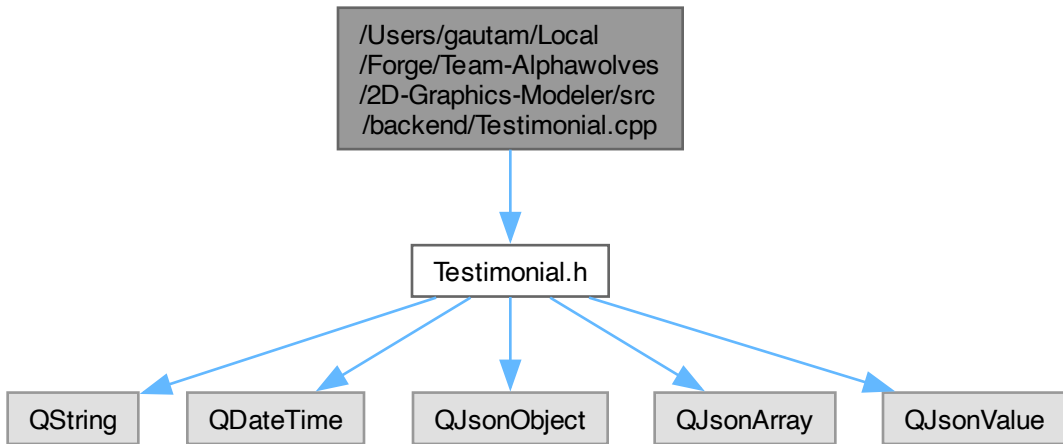 /Users/gautam/Local
/Forge/Team-Alphawolves
/2D-Graphics-Modeler/src
/backend/Testimonial.cpp
Testimonial.h
QString
QDateTime
QJsonObject
QJsonArray
QJsonValue